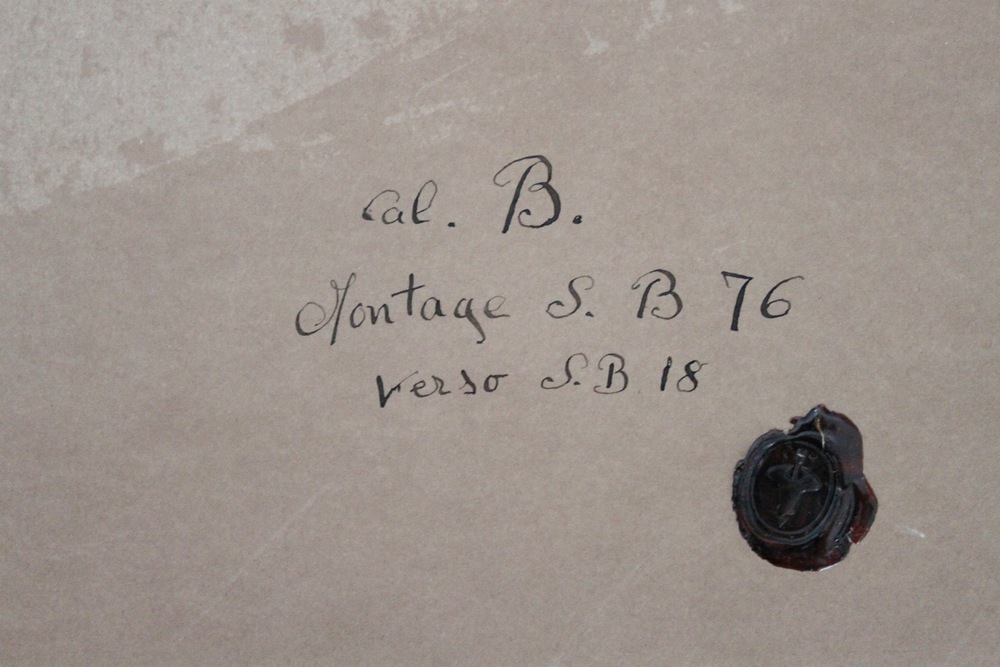 Cal. B.
Montage S. B 76
verso S.B 18